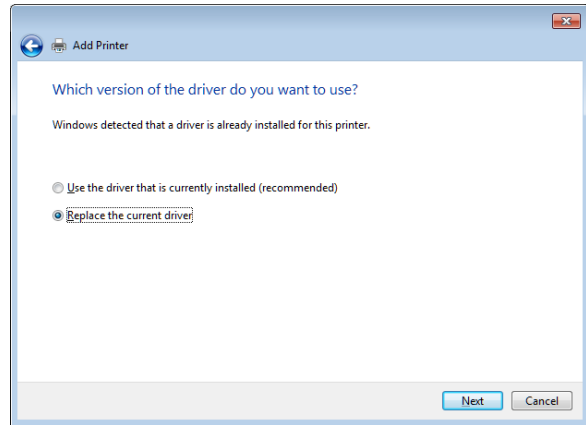 Add Printer
Which version of the driver do you want to use?
Windows detected that a driver is already installed for this printer.
Use the driver that is currently installed (recommended)
Replace the current driver
Next Cancel